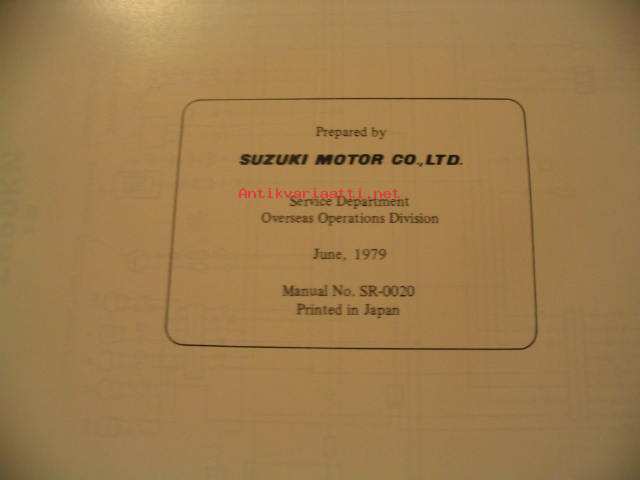 Prepared by
SUZUKI MOTOR CO.,LTD.
Antikvariaatti.net
Service Department
Overseas Operations Division
June, 1979
Manual No. SR-0020
Printed in Japan